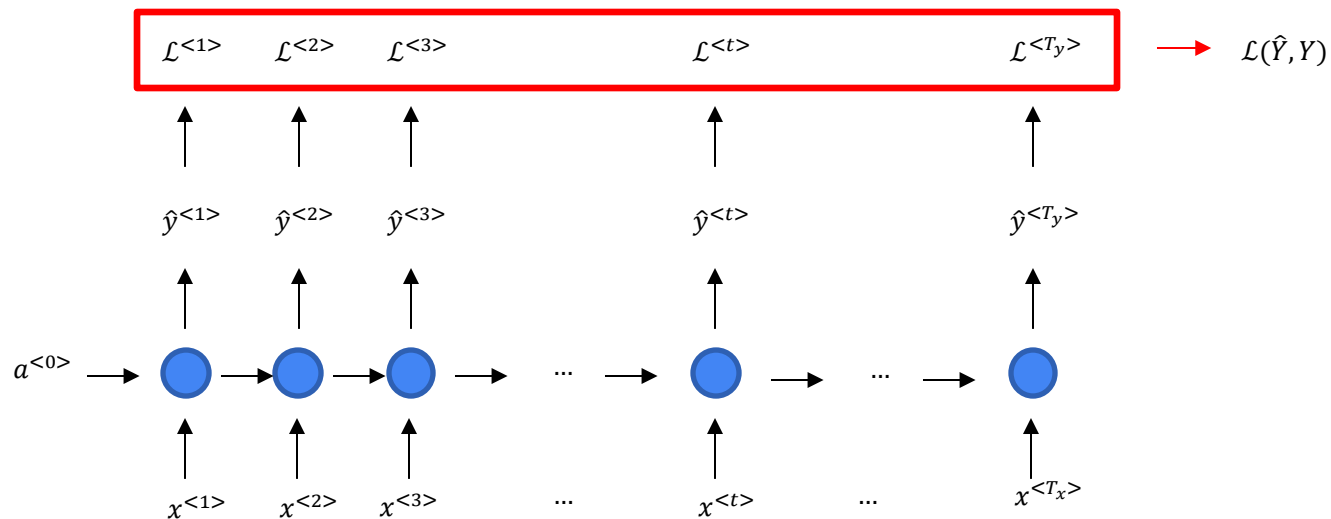 ℒ<1> ℒ<2> ℒ<3> ℒ<t> ℒ<T_y> ℒ(Ŷ, Y)
ŷ<1> ŷ<2> ŷ<3> ŷ<t> ŷ<T_y>
a<0> ... ...
x<1> x<2> x<3> ... x<t> ... x<T_x>